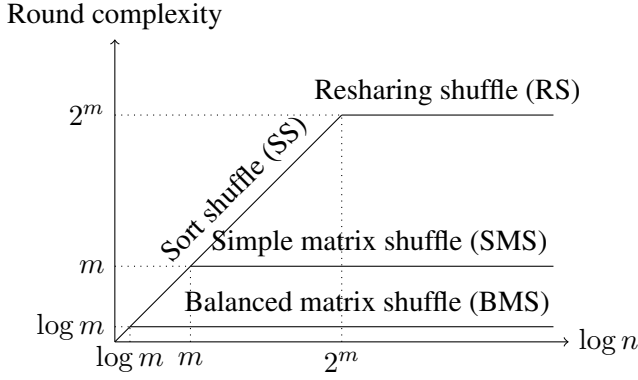 Round complexity
Resharing shuffle (RS)
2^m
Sort shuffle (SS)
Simple matrix shuffle (SMS)
m
Balanced matrix shuffle (BMS)
log m
log n
log m
m
2^m